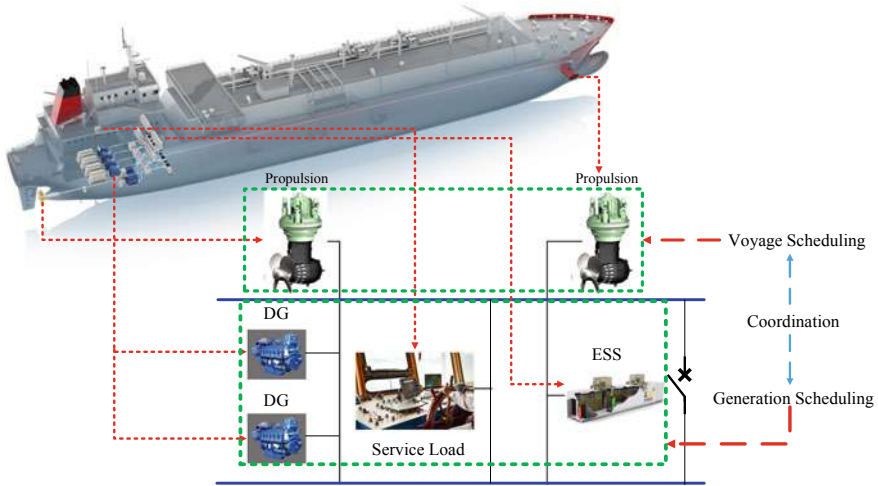 Propulsion
Propulsion
Voyage Scheduling
DG
Coordination
ESS
DG
Generation Scheduling
Service Load